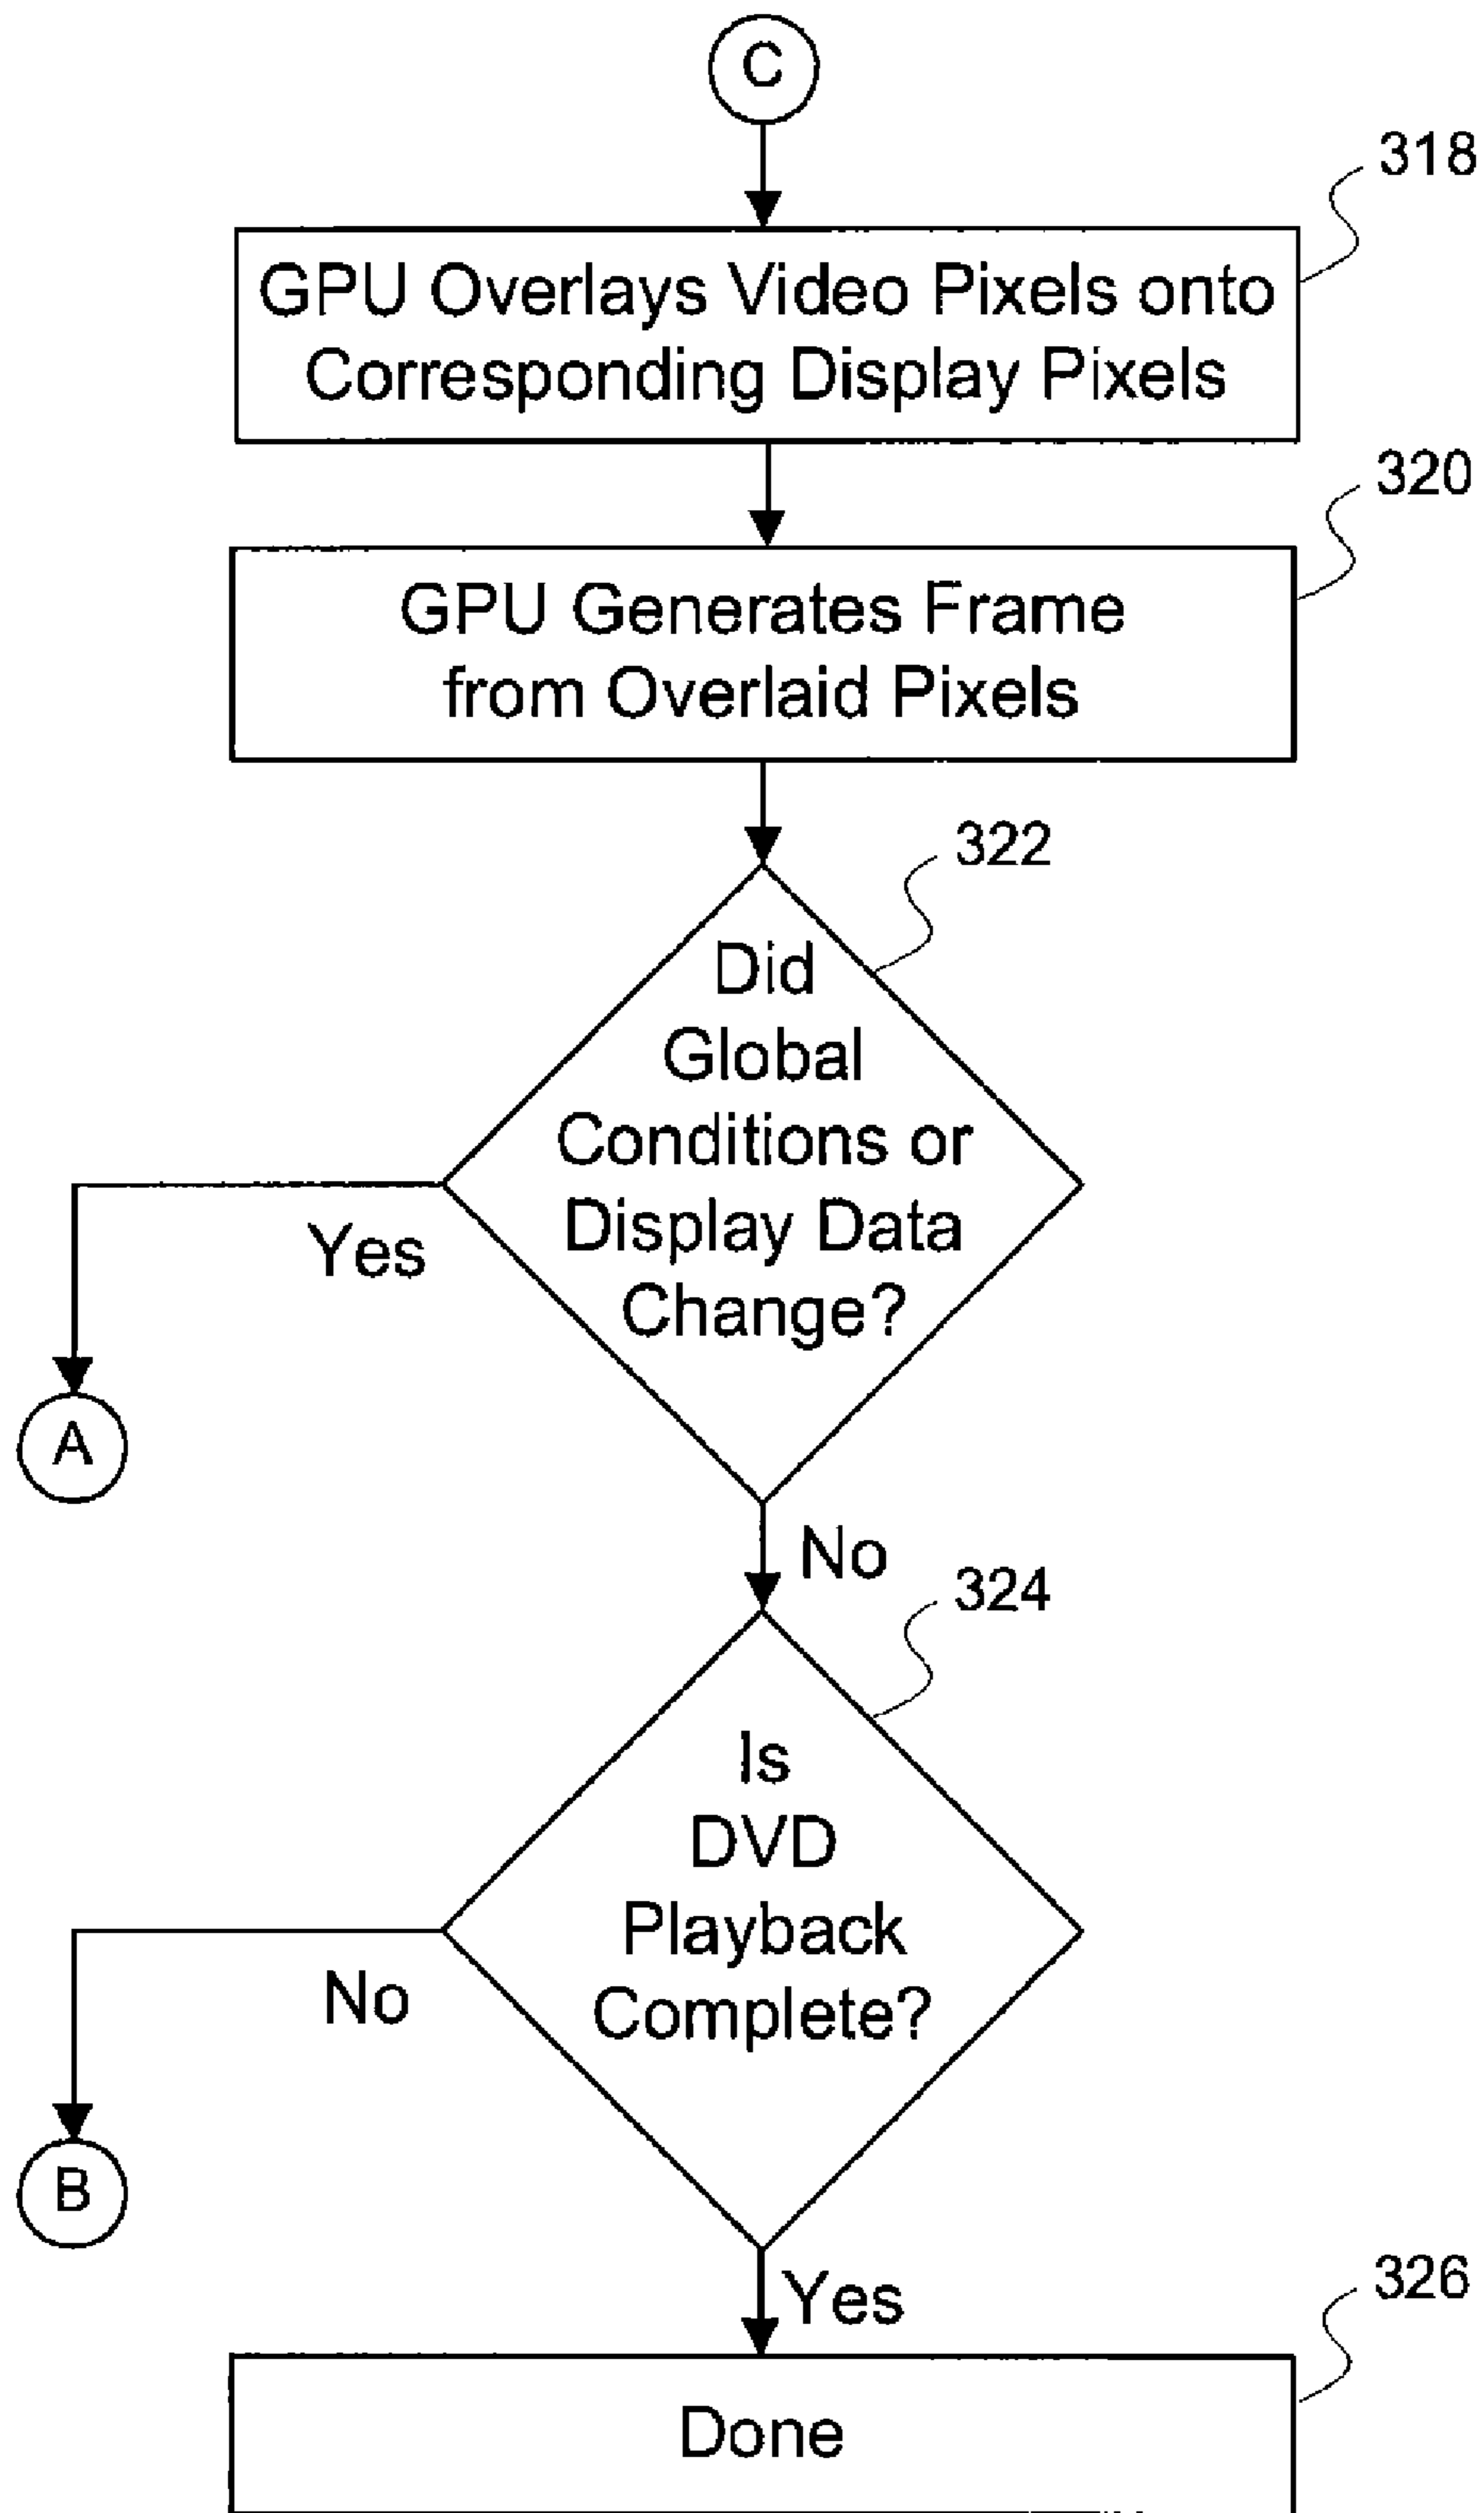 C
318
GPU Overlays Video Pixels onto
Corresponding Display Pixels
320
GPU Generates Frame
from Overlaid Pixels
322
Did
Global
Conditions or
Display Data
Change?
Yes
A
No
324
Is
DVD
Playback
Complete?
No
B
Yes
326
Done